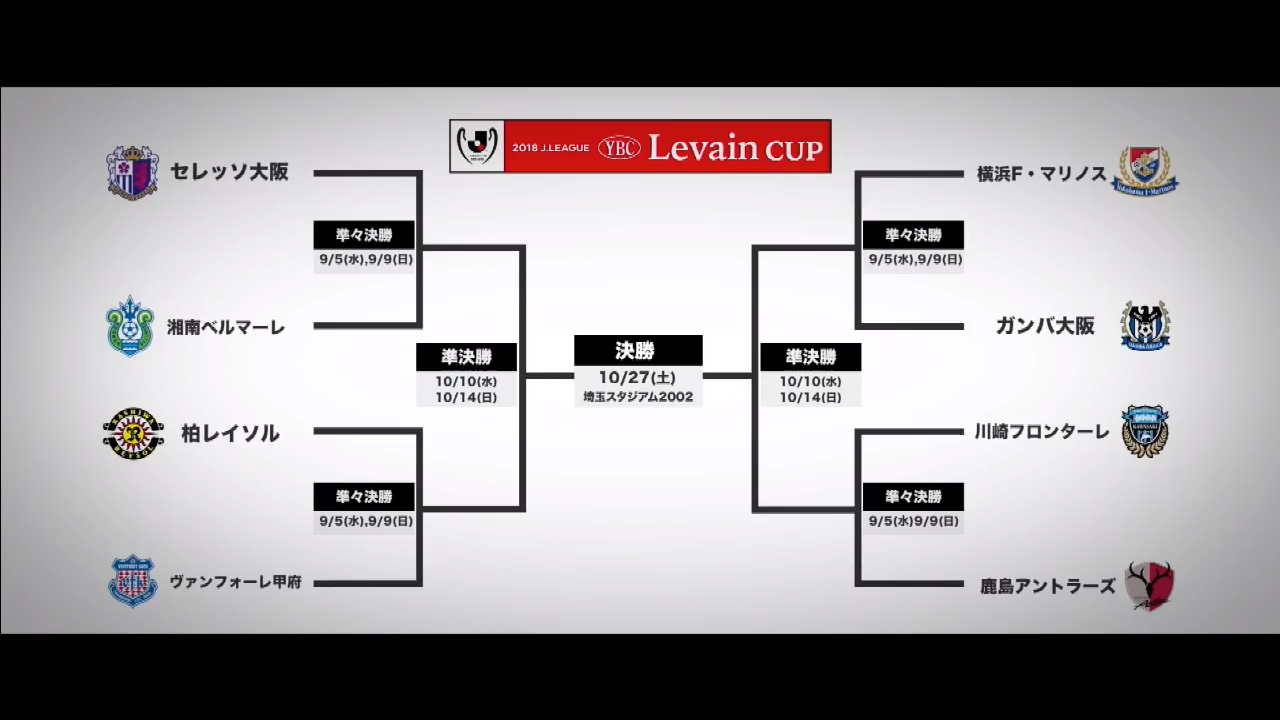 2018 J.LEAGUE YBC Levain CUP
セレッソ大阪
準々決勝
9/5(水),9/9(日)
湘南ベルマーレ
準決勝
10/10(水)
10/14(日)
柏レイソル
KASHIWA
REYSOL
準々決勝
9/5(水),9/9(日)
ヴァンフォーレ甲府
決勝
10/27(土)
埼玉スタジアム2002
横浜F・マリノス
準々決勝
9/5(水),9/9(日)
ガンバ大阪
準決勝
10/10(水)
10/14(日)
川崎フロンターレ
準々決勝
9/5(水)9/9(日)
鹿島アントラーズ